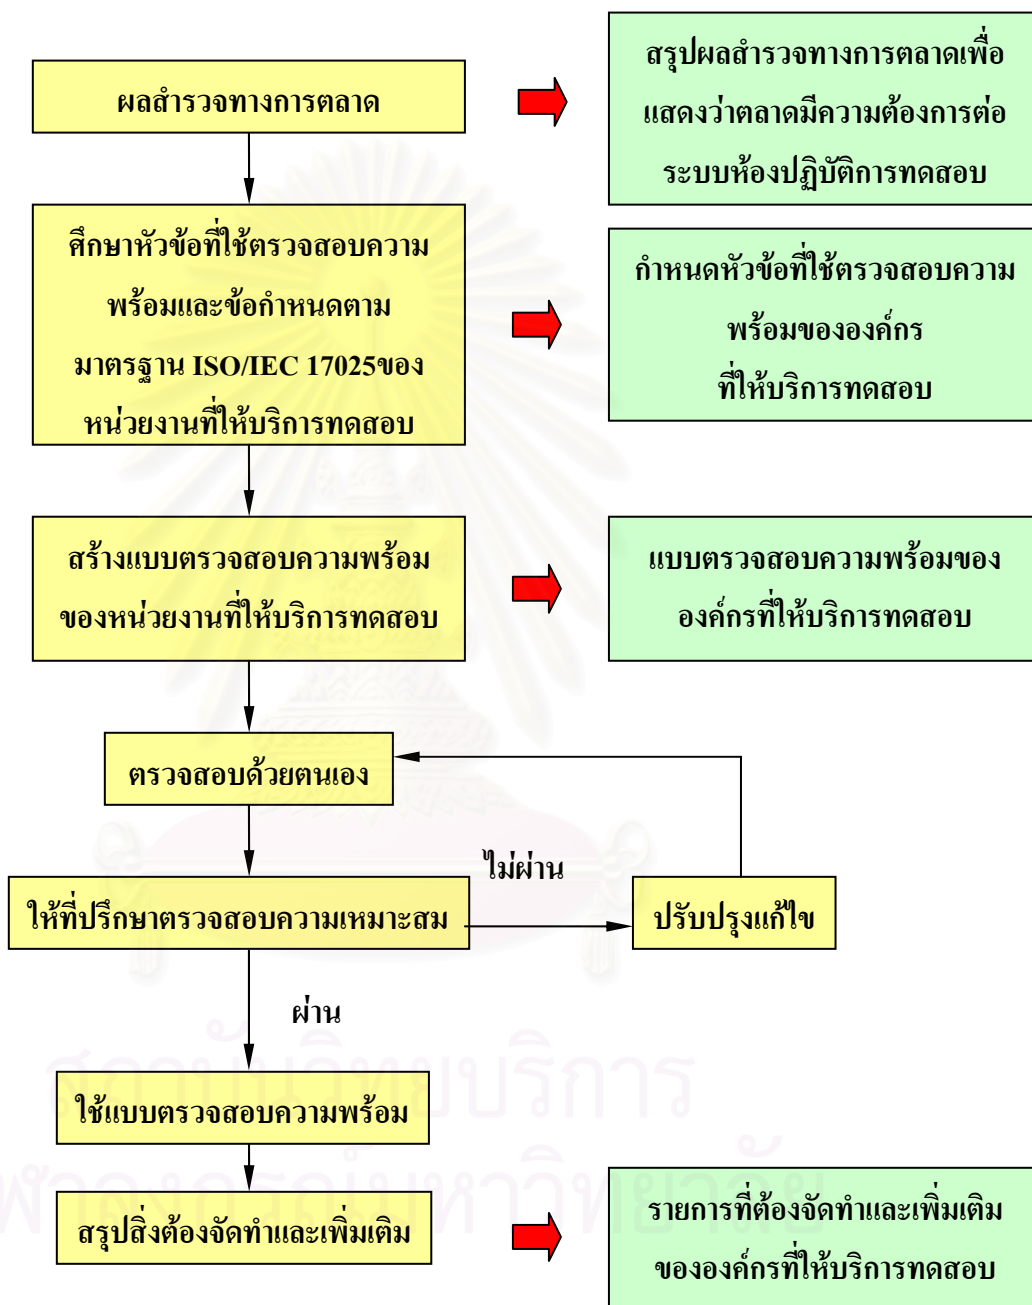 ผลสำรวจทางการตลาด
สรุปผลสำรวจทางการตลาดเพื่อ
แสดงว่าตลาดมีความต้องการต่อ
ระบบห้องปฏิบัติการทดสอบ
ศึกษาหัวข้อที่ใช้ตรวจสอบความ
พร้อมและข้อกำหนดตาม
มาตรฐาน ISO/IEC 17025ของ
หน่วยงานที่ให้บริการทดสอบ
กำหนดหัวข้อที่ใช้ตรวจสอบความ
พร้อมขององค์กร
ที่ให้บริการทดสอบ
สร้างแบบตรวจสอบความพร้อม
ของหน่วยงานที่ให้บริการทดสอบ
แบบตรวจสอบความพร้อมของ
องค์กรที่ให้บริการทดสอบ
ตรวจสอบด้วยตนเอง
ไม่ผ่าน
ให้ที่ปรึกษาตรวจสอบความเหมาะสม
ปรับปรุงแก้ไข
ผ่าน
สถาบันวิทยบริการ
ใช้แบบตรวจสอบความพร้อม
สรุปสิ่งต้องจัดทำและเพิ่มเติม
รายการที่ต้องจัดทำและเพิ่มเติม
ขององค์กรที่ให้บริการทดสอบ